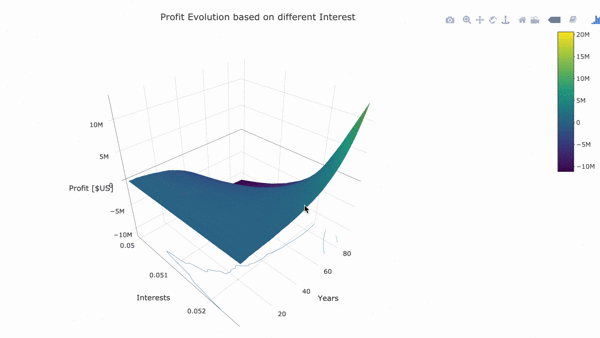 Profit Evolution based on different Interest
20M
15M
10M
5M
0
−5M
−10M
10M
5M
Profit [$US
−5M
−10M
0.05
0.051
0.052
Interests
80
60
40
20
Years